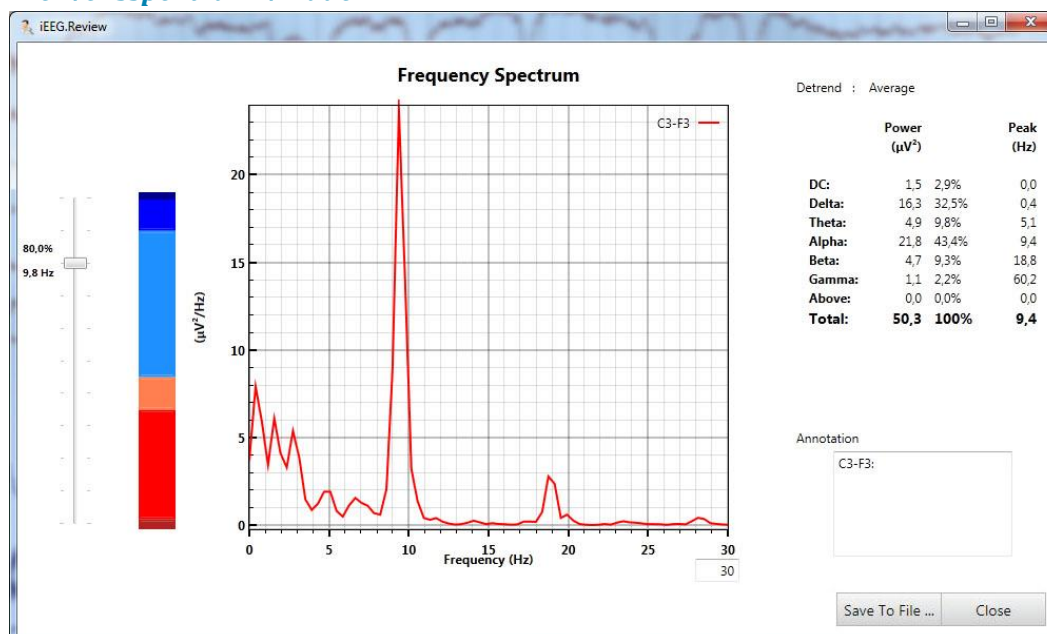 iEEG.Review
Frequency Spectrum
C3-F3
Detrend : Average
Power Peak
(µV²) (Hz)
DC: 1,5 2,9% 0,0
Delta: 16,3 32,5% 0,4
Theta: 4,9 9,8% 5,1
Alpha: 21,8 43,4% 9,4
Beta: 4,7 9,3% 18,8
Gamma: 1,1 2,2% 60,2
Above: 0,0 0,0% 0,0
Total: 50,3 100% 9,4
80,0%
9,8 Hz
(µV²/Hz)
20
15
10
5
0
0 5 10 15 20 25 30
Frequency (Hz)
30
Annotation
C3-F3:
Save To File ... Close